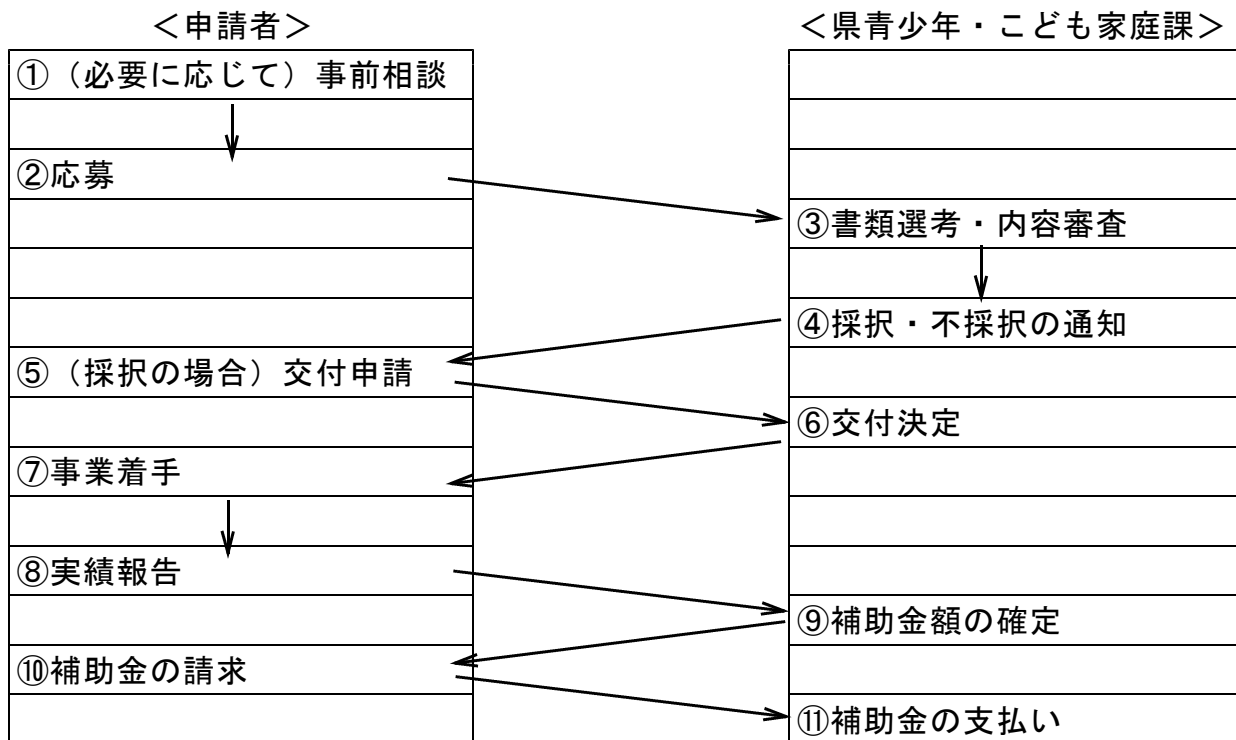 ＜申請者＞
＜県青少年・こども家庭課＞
①（必要に応じて）事前相談
②応募
③書類選考・内容審査
④採択・不採択の通知
⑤（採択の場合）交付申請
⑥交付決定
⑦事業着手
⑧実績報告
⑨補助金額の確定
⑩補助金の請求
⑪補助金の支払い